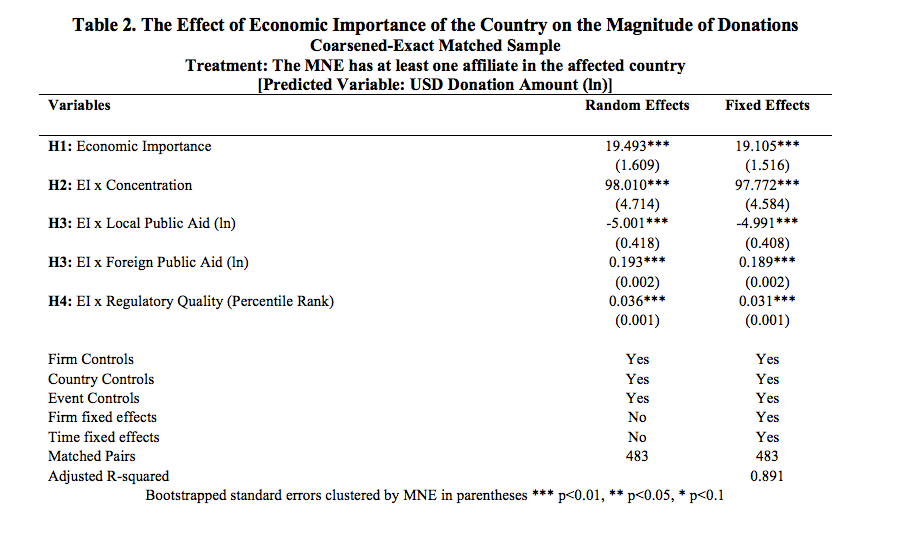 Table 2. The Effect of Economic Importance of the Country on the Magnitude of Donations
Coarsened-Exact Matched Sample
Treatment: The MNE has at least one affiliate in the affected country
[Predicted Variable: USD Donation Amount (ln)]
Variables Random Effects Fixed Effects
H1: Economic Importance 19.493*** 19.105***
(1.609) (1.516)
H2: EI x Concentration 98.010*** 97.772***
(4.714) (4.584)
H3: EI x Local Public Aid (ln) -5.001*** -4.991***
(0.418) (0.408)
H3: EI x Foreign Public Aid (ln) 0.193*** 0.189***
(0.002) (0.002)
H4: EI x Regulatory Quality (Percentile Rank) 0.036*** 0.031***
(0.001) (0.001)
Firm Controls Yes Yes
Country Controls Yes Yes
Event Controls Yes Yes
Firm fixed effects No Yes
Time fixed effects No Yes
Matched Pairs 483 483
Adjusted R-squared 0.891
Bootstrapped standard errors clustered by MNE in parentheses *** p<0.01, ** p<0.05, * p<0.1